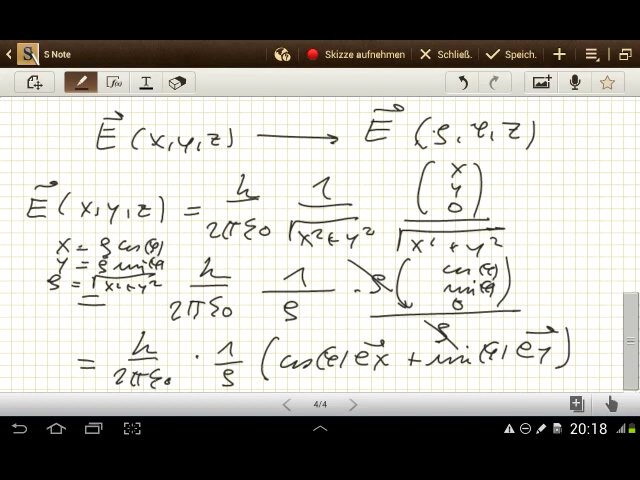 S Note
Skizze aufnehmen
Schließ.
Speich.
E⃗ (x,y,z) ⟶ E⃗ (ρ,φ,z)
E⃗ (x,y,z) = λ/(2πε₀) 1/√(x²+y²) (x y 0)/√(x²+y²)
x = ρ cos(φ)
y = ρ sin(φ)
ρ = √(x²+y²)
= λ/(2πε₀) 1/ρ · ρ (cos(φ) sin(φ) 0)/ρ
= λ/(2πε₀) · 1/ρ (cos(φ) e⃗x + sin(φ) e⃗y)
4/4
20:18